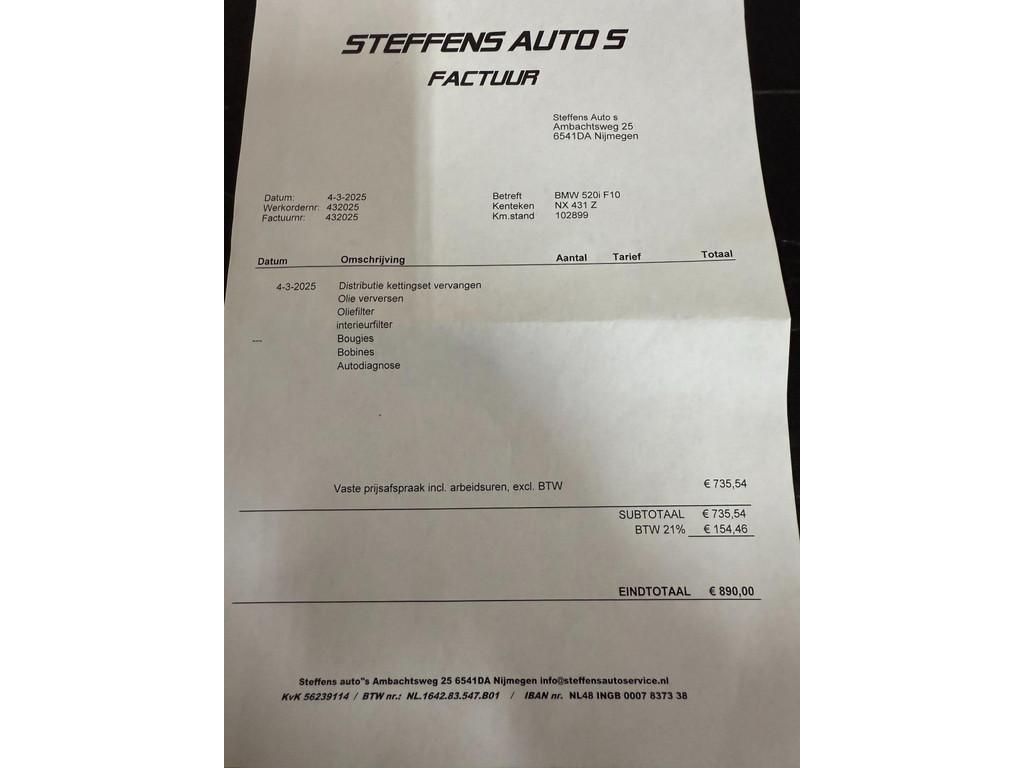 STEFFENS AUTO S
FACTUUR
Steffens Auto s
Ambachtsweg 25
6541DA Nijmegen
Datum: 4-3-2025 Betreft BMW 520i F10
Werkordernr: 432025 Kenteken NX 431 Z
Factuurnr: 432025 Km.stand 102899
Datum Omschrijving Aantal Tarief Totaal
4-3-2025 Distributie kettingset vervangen
Olie verversen
Oliefilter
interieurfilter
--- Bougies
Bobines
Autodiagnose
Vaste prijsafspraak incl. arbeidsuren, excl. BTW € 735,54
SUBTOTAAL € 735,54
BTW 21% € 154,46
EINDTOTAAL € 890,00
Steffens auto"s Ambachtsweg 25 6541DA Nijmegen info@steffensautoservice.nl
KvK 56239114 / BTW nr.: NL.1642.83.547.B01 / IBAN nr. NL48 INGB 0007 8373 38